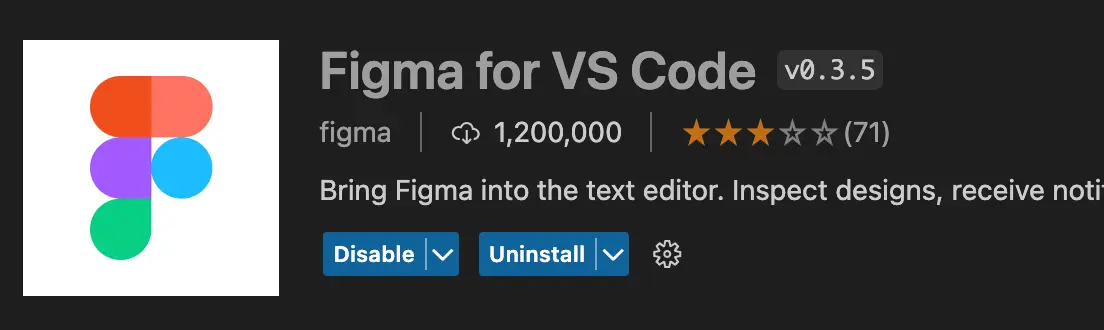 Figma for VS Code v0.3.5
figma 1,200,000 (71)
Bring Figma into the text editor. Inspect designs, receive noti
Disable Uninstall